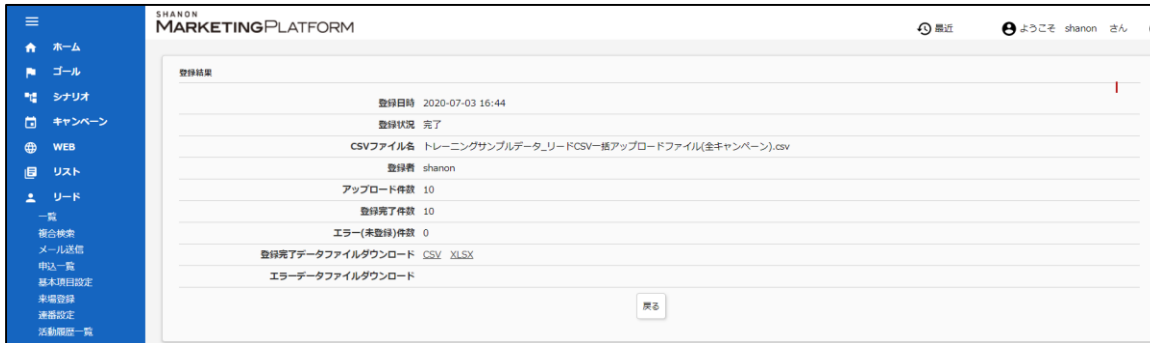 SHANON
MARKETINGPLATFORM
最近
ようこそ shanon さん
ホーム
ゴール
シナリオ
キャンペーン
WEB
リスト
リード
一覧
複合検索
メール送信
申込一覧
基本項目設定
来場登録
連番設定
活動履歴一覧
登録結果
登録日時 2020-07-03 16:44
登録状況 完了
CSVファイル名 トレーニングサンプルデータ_リードCSV一括アップロードファイル(全キャンペーン).csv
登録者 shanon
アップロード件数 10
登録完了件数 10
エラー(未登録)件数 0
登録完了データファイルダウンロード CSV XLSX
エラーデータファイルダウンロード
戻る